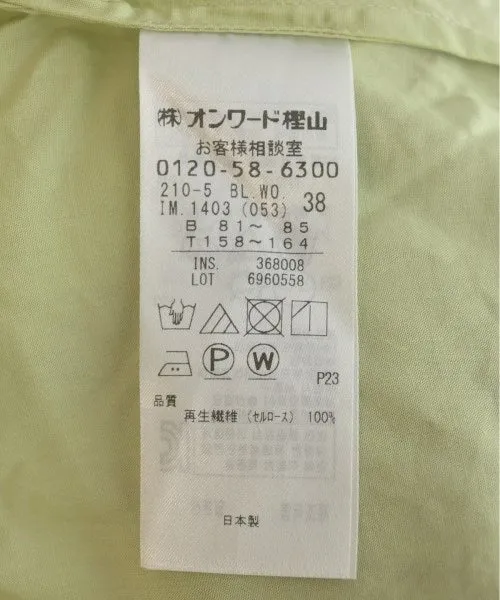 (株)オンワード樫山
お客様相談室
0120-58-6300
210-5 BL.WO.
IM.1403 (053) 38
B 81〜 85
T158〜164
INS. 368008
LOT 6960558
P W
P23
品質
再生繊維 (セルロース) 100%
日本製